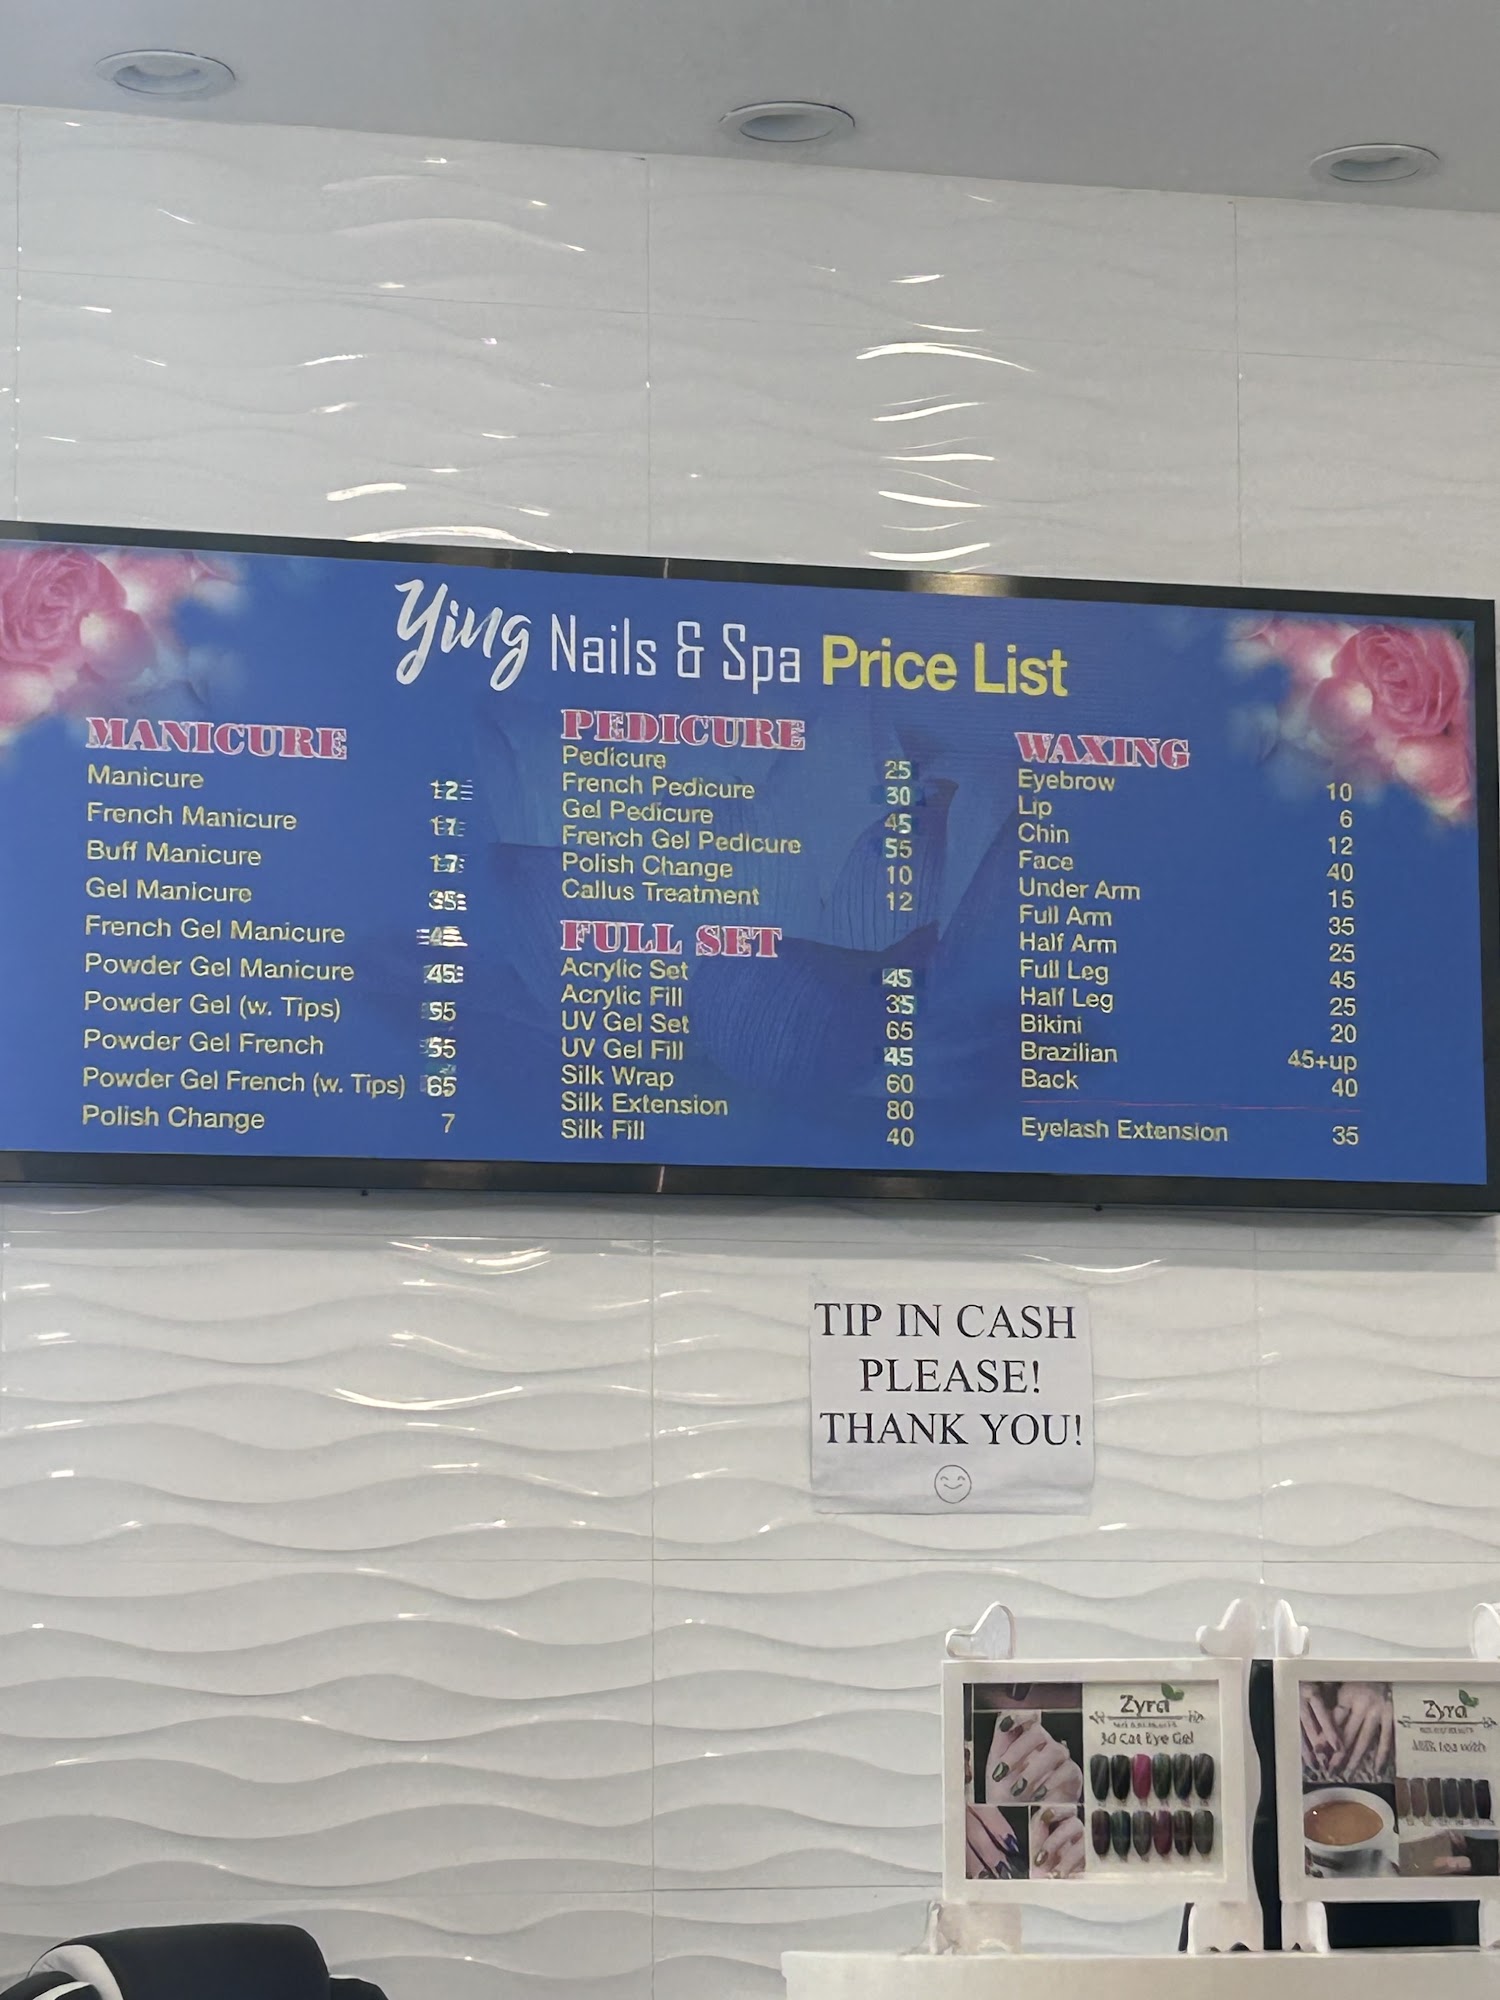 Ying Nails & Spa Price List
MANICURE
Manicure 12
French Manicure 17
Buff Manicure 17
Gel Manicure 35
French Gel Manicure 45
Powder Gel Manicure 45
Powder Gel (w. Tips) 55
Powder Gel French 55
Powder Gel French (w. Tips) 65
Polish Change 7
PEDICURE
Pedicure 25
French Pedicure 30
Gel Pedicure 45
French Gel Pedicure 55
Polish Change 10
Callus Treatment 12
FULL SET
Acrylic Set 45
Acrylic Fill 35
UV Gel Set 65
UV Gel Fill 45
Silk Wrap 60
Silk Extension 80
Silk Fill 40
WAXING
Eyebrow 10
Lip 6
Chin 12
Face 40
Under Arm 15
Full Arm 35
Half Arm 25
Full Leg 45
Half Leg 25
Bikini 20
Brazilian 45+up
Back 40
Eyelash Extension 35
TIP IN CASH
PLEASE!
THANK YOU!
Zyra
Cat Eye Gel
Zyra